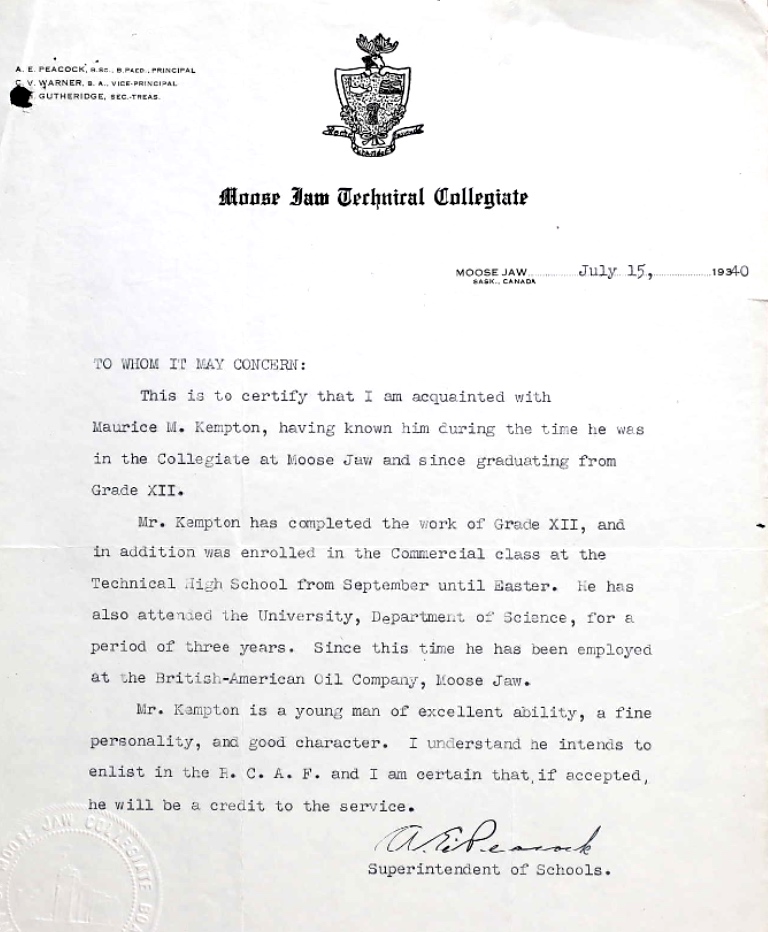 A. E. PEACOCK, B.SC., B.PAED., PRINCIPAL
C. V. WARNER, B. A., VICE-PRINCIPAL
GUTHERIDGE, SEC.-TREAS.
Moose Jaw Technical Collegiate
MOOSE JAW July 15, 1940
SASK., CANADA
TO WHOM IT MAY CONCERN:
This is to certify that I am acquainted with
Maurice M. Kempton, having known him during the time he was
in the Collegiate at Moose Jaw and since graduating from
Grade XII.
Mr. Kempton has completed the work of Grade XII, and
in addition was enrolled in the Commercial class at the
Technical High School from September until Easter. He has
also attended the University, Department of Science, for a
period of three years. Since this time he has been employed
at the British-American Oil Company, Moose Jaw.
Mr. Kempton is a young man of excellent ability, a fine
personality, and good character. I understand he intends to
enlist in the R. C. A. F. and I am certain that, if accepted,
he will be a credit to the service.
A. E. Peacock
Superintendent of Schools.
MOOSE JAW COLLEGIATE BOA